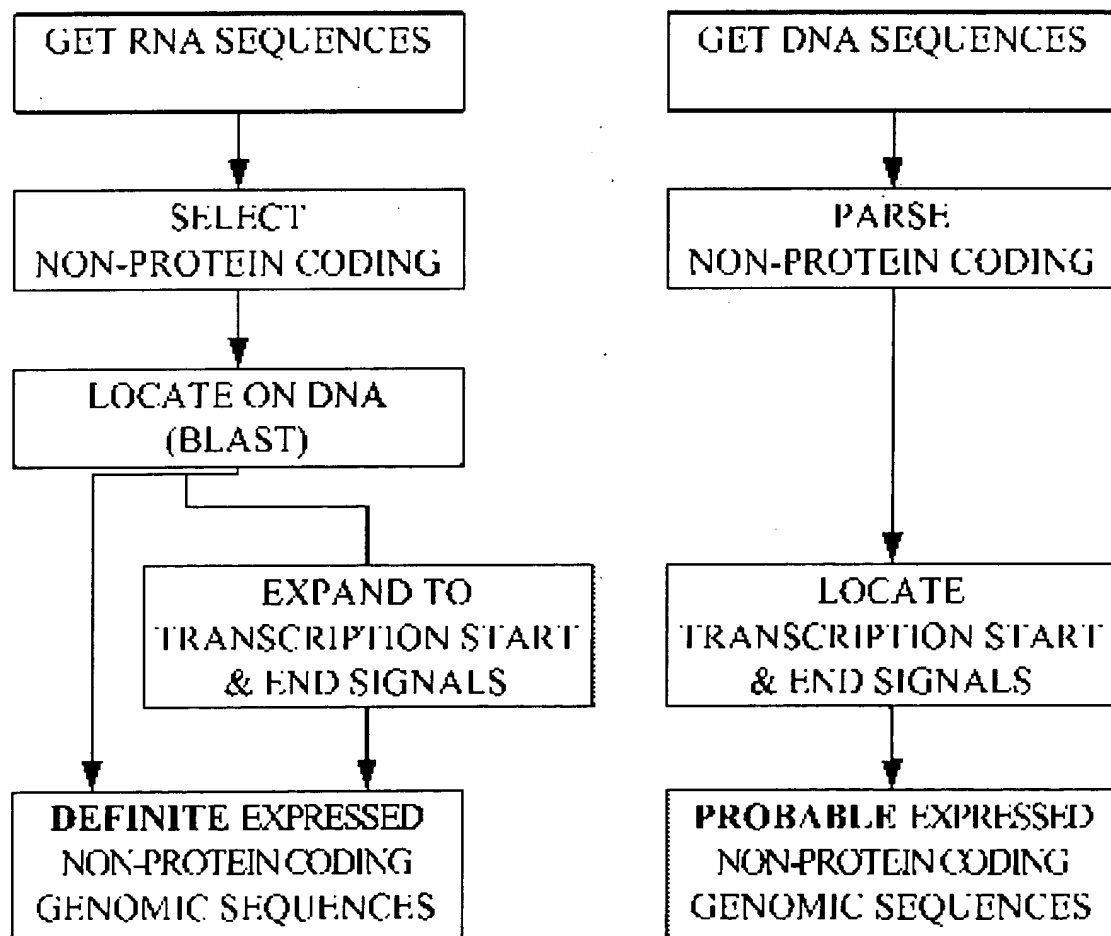 GET RNA SEQUENCES
SELECT
NON-PROTEIN CODING
LOCATE ON DNA
(BLAST)
EXPAND TO
TRANSCRIPTION START
& END SIGNALS
DEFINITE EXPRESSED
NON-PROTEIN CODING
GENOMIC SEQUENCES
GET DNA SEQUENCES
PARSE
NON-PROTEIN CODING
LOCATE
TRANSCRIPTION START
& END SIGNALS
PROBABLE EXPRESSED
NON-PROTEIN CODING
GENOMIC SEQUENCES